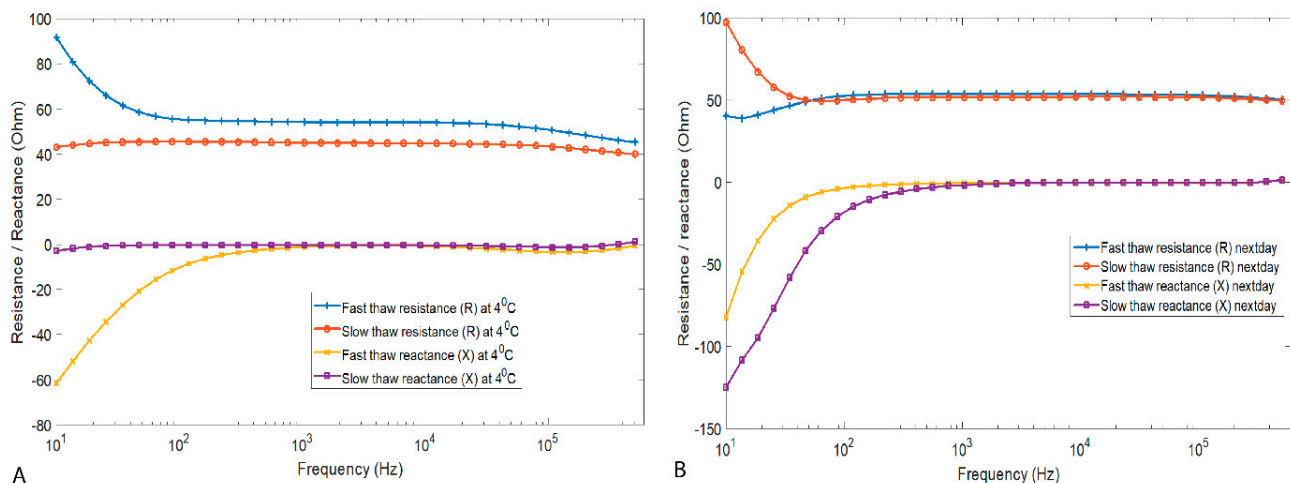 100
80
60
40
20
0
-20
-40
-60
-80
Resistance / Reactance (Ohm)
Fast thaw resistance (R) at 4⁰C
Slow thaw resistance (R) at 4⁰C
Fast thaw reactance (X) at 4⁰C
Slow thaw reactance (X) at 4⁰C
10¹ 10² 10³ 10⁴ 10⁵
Frequency (Hz)
A
100
50
0
-50
-100
-150
Resistance / reactance (Ohm)
Fast thaw resistance (R) nextday
Slow thaw resistance (R) nextday
Fast thaw reactance (X) nextday
Slow thaw reactance (X) nextday
10¹ 10² 10³ 10⁴ 10⁵
Frequency (Hz)
B